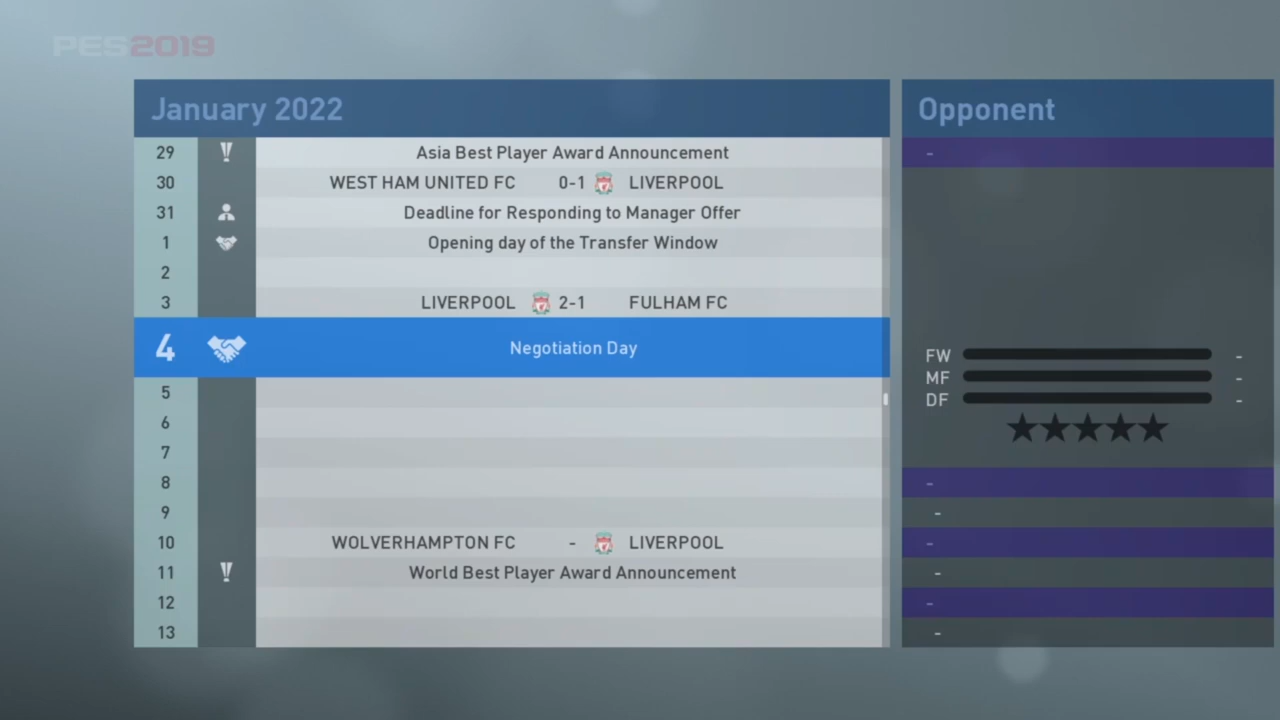 PES2019
January 2022
29 Asia Best Player Award Announcement
30 WEST HAM UNITED FC 0-1 LIVERPOOL
31 Deadline for Responding to Manager Offer
1 Opening day of the Transfer Window
2
3 LIVERPOOL 2-1 FULHAM FC
4 Negotiation Day
5
6
7
8
9
10 WOLVERHAMPTON FC - LIVERPOOL
11 World Best Player Award Announcement
12
13
Opponent
-
FW -
MF -
DF -
-
-
-
-
-
-